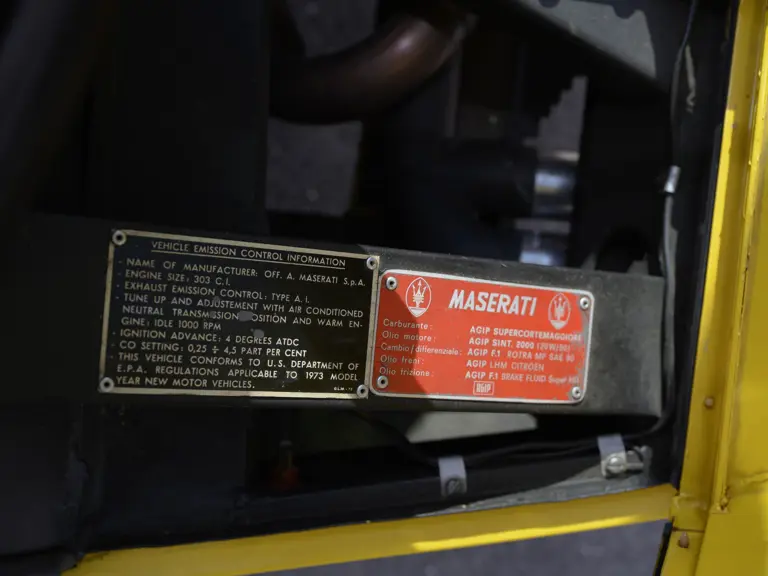 VEHICLE EMISSION CONTROL INFORMATION
· NAME OF MANUFACTURER: OFF. A. MASERATI S.p.A.
· ENGINE SIZE: 303 C.I.
· EXHAUST EMISSION CONTROL: TYPE A.I.
· TUNE UP AND ADJUSTEMENT WITH AIR CONDITIONED
NEUTRAL TRANSMISSION POSITION AND WARM EN-
GINE: IDLE 1000 RPM
· IGNITION ADVANCE: 4 DEGREES ATDC
· CO SETTING: 0,25 ÷ 4,5 PART PER CENT
· THIS VEHICLE CONFORMS TO U.S. DEPARTMENT OF
E.P.A. REGULATIONS APPLICABLE TO 1973 MODEL
YEAR NEW MOTOR VEHICLES.
MASERATI
Carburante: AGIP SUPERCORTEMAGGIORE
Olio motore: AGIP SINT. 2000 (20W/50)
Cambio/differenziale: AGIP F.1 ROTRA MP SAE 90
Olio freni: AGIP LHM CITROËN
Olio frizione: AGIP F.1 BRAKE FLUID Super HD
AGIP